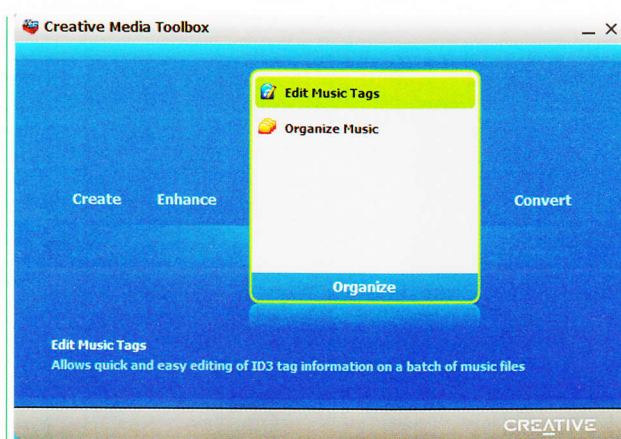 Creative Media Toolbox
Edit Music Tags
Organize Music
Create Enhance Convert
Organize
Edit Music Tags
Allows quick and easy editing of ID3 tag information on a batch of music files
CREATIVE